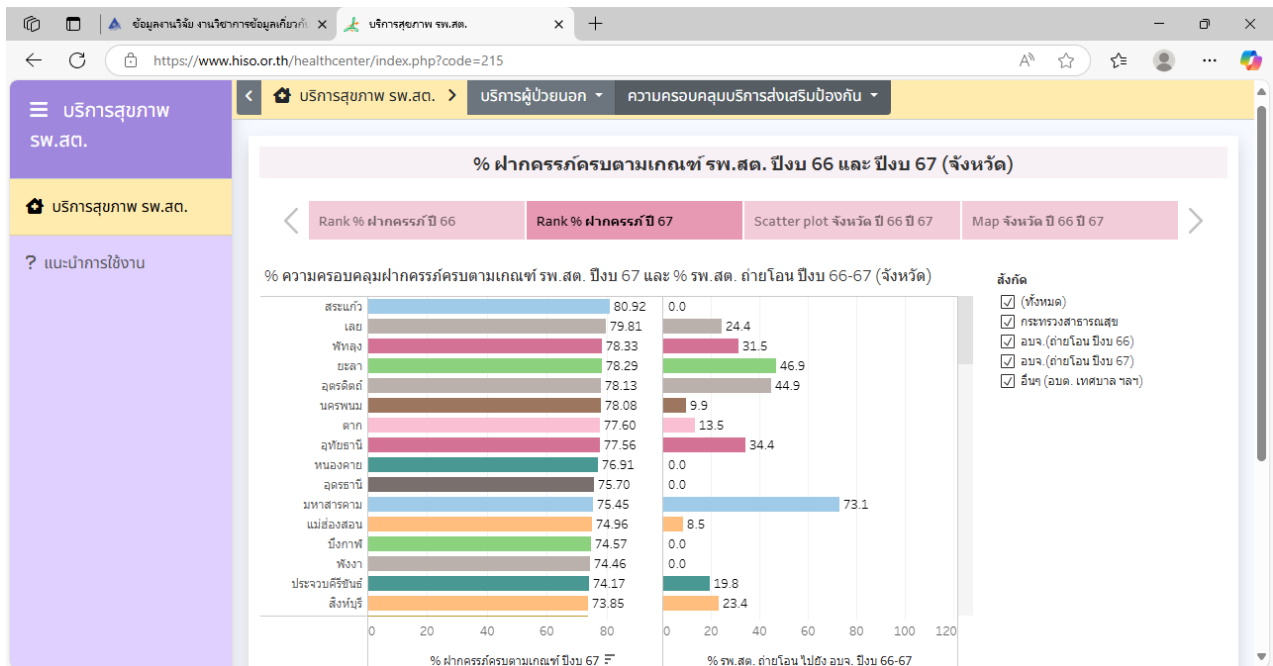 ข้อมูลงานวิจัย งานวิชาการข้อมูลเกี่ยวกับ
บริการสุขภาพ รพ.สต.
https://www.hiso.or.th/healthcenter/index.php?code=215
บริการสุขภาพ
รพ.สต.
บริการสุขภาพ รพ.สต.
แนะนำการใช้งาน
บริการสุขภาพ รพ.สต.
บริการผู้ป่วยนอก
ความครอบคลุมบริการส่งเสริมป้องกัน
% ฝากครรภ์ครบตามเกณฑ์ รพ.สต. ปีงบ 66 และ ปีงบ 67 (จังหวัด)
Rank % ฝากครรภ์ ปี 66
Rank % ฝากครรภ์ ปี 67
Scatter plot จังหวัด ปี 66 ปี 67
Map จังหวัด ปี 66 ปี 67
% ความครอบคลุมฝากครรภ์ครบตามเกณฑ์ รพ.สต. ปีงบ 67 และ % รพ.สต. ถ่ายโอน ปีงบ 66-67 (จังหวัด)
สระแก้ว 80.92 0.0
เลย 79.81 24.4
พัทลุง 78.33 31.5
ยะลา 78.29 46.9
อุตรดิตถ์ 78.13 44.9
นครพนม 78.08 9.9
ตาก 77.60 13.5
อุทัยธานี 77.56 34.4
หนองคาย 76.91 0.0
อุดรธานี 75.70 0.0
มหาสารคาม 75.45 73.1
แม่ฮ่องสอน 74.96 8.5
บึงกาฬ 74.57 0.0
พังงา 74.46 0.0
ประจวบคีรีขันธ์ 74.17 19.8
สิงห์บุรี 73.85 23.4
0 20 40 60 80 0 20 40 60 80 100 120
% ฝากครรภ์ครบตามเกณฑ์ ปีงบ 67
% รพ.สต. ถ่ายโอน ไปยัง อบจ. ปีงบ 66-67
สังกัด
(ทั้งหมด)
กระทรวงสาธารณสุข
อบจ.(ถ่ายโอน ปีงบ 66)
อบจ.(ถ่ายโอน ปีงบ 67)
อื่นๆ (อบต. เทศบาล ฯลฯ)